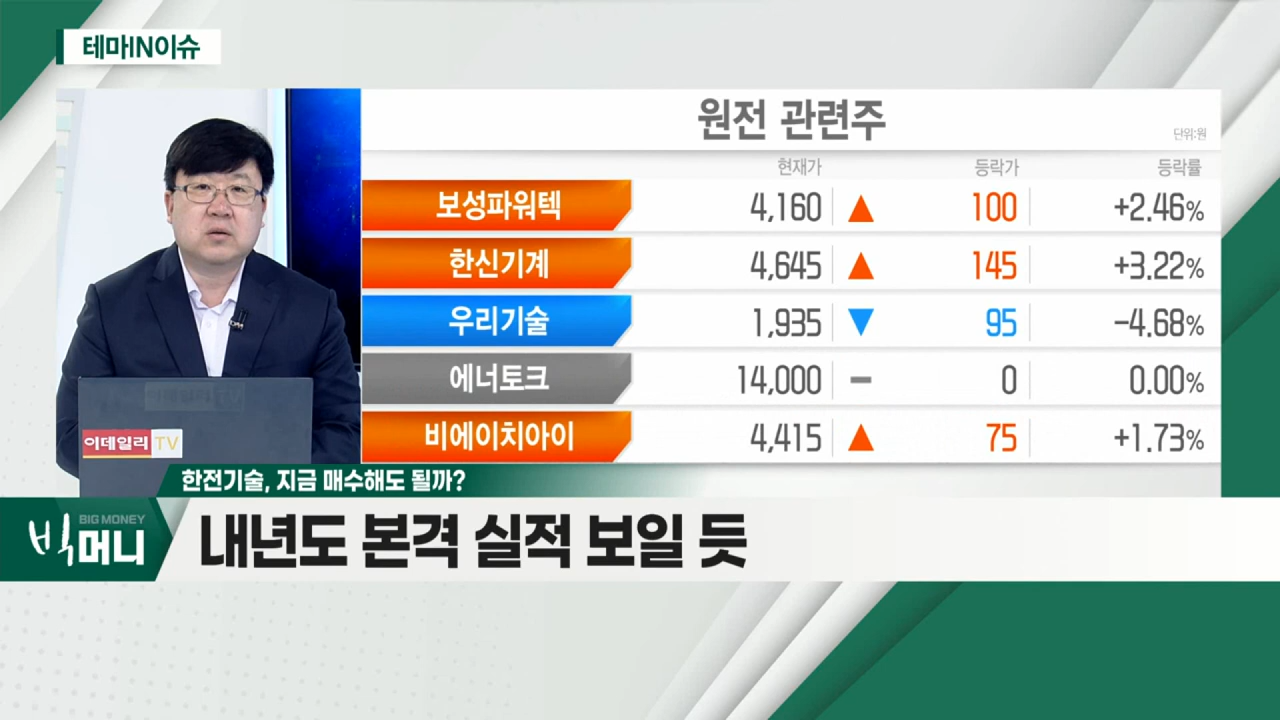 테마IN이슈
원전 관련주
단위:원
현재가 등락가 등락률
보성파워텍 4,160 ▲ 100 +2.46%
한신기계 4,645 ▲ 145 +3.22%
우리기술 1,935 ▼ 95 -4.68%
에너토크 14,000 - 0 0.00%
비에이치아이 4,415 ▲ 75 +1.73%
이데일리TV
이데일리 TV
한전기술, 지금 매수해도 될까?
BIG MONEY
빅머니
내년도 본격 실적 보일 듯